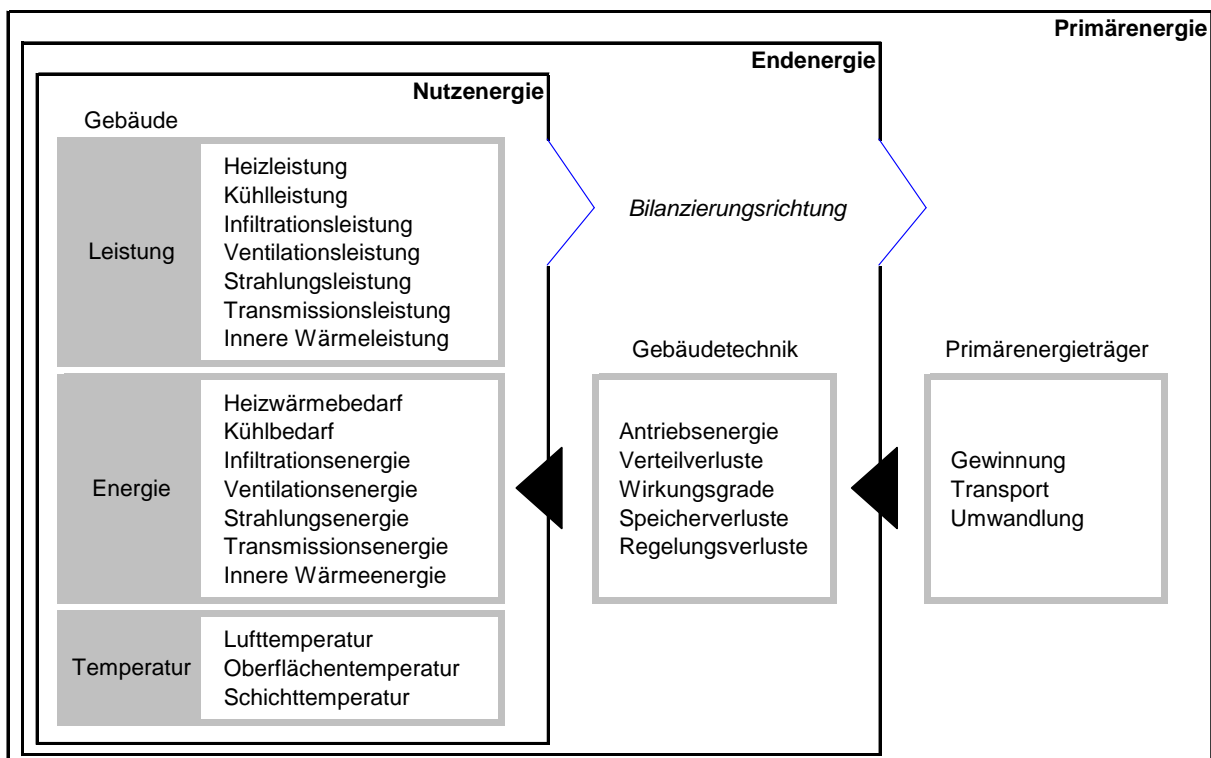 Primärenergie
Endenergie
Nutzenergie
Gebäude
Leistung
Heizleistung
Kühlleistung
Infiltrationsleistung
Ventilationsleistung
Strahlungsleistung
Transmissionsleistung
Innere Wärmeleistung
Bilanzierungsrichtung
Energie
Heizwärmebedarf
Kühlbedarf
Infiltrationsenergie
Ventilationsenergie
Strahlungsenergie
Transmissionsenergie
Innere Wärmeenergie
Gebäudetechnik
Antriebsenergie
Verteilverluste
Wirkungsgrade
Speicherverluste
Regelungsverluste
Primärenergieträger
Gewinnung
Transport
Umwandlung
Temperatur
Lufttemperatur
Oberflächentemperatur
Schichttemperatur